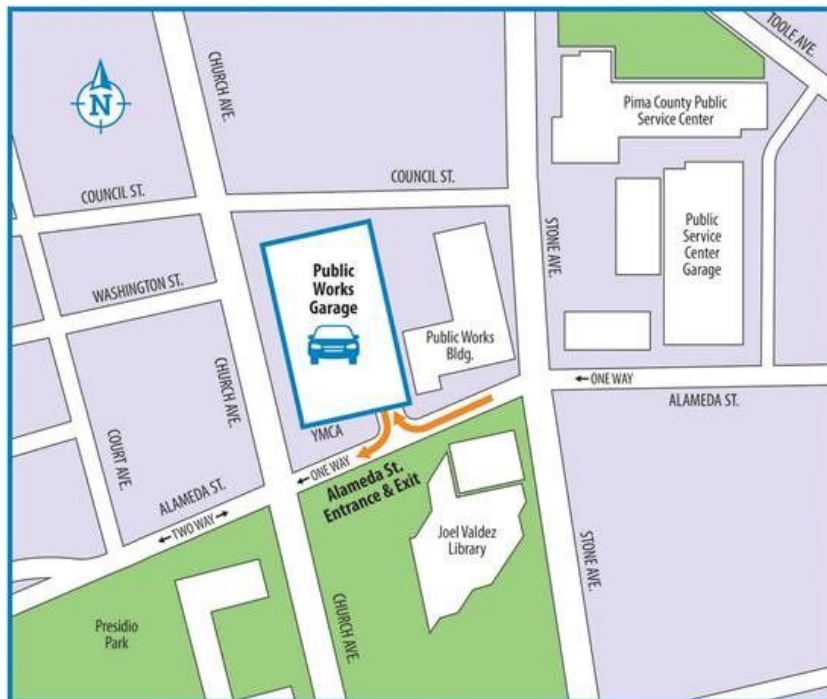 TOOLE AVE.
CHURCH AVE.
N
Pima County Public
Service Center
COUNCIL ST.
COUNCIL ST.
STONE AVE.
Public
Service
Center
Garage
Public
Works
Garage
WASHINGTON ST.
Public Works
Bldg.
CHURCH AVE.
←ONE WAY
ALAMEDA ST.
YMCA
COURT AVE.
←ONE WAY
Alameda St.
Entrance & Exit
ALAMEDA ST.
←TWO WAY→
Joel Valdez
Library
STONE AVE.
CHURCH AVE.
Presidio
Park